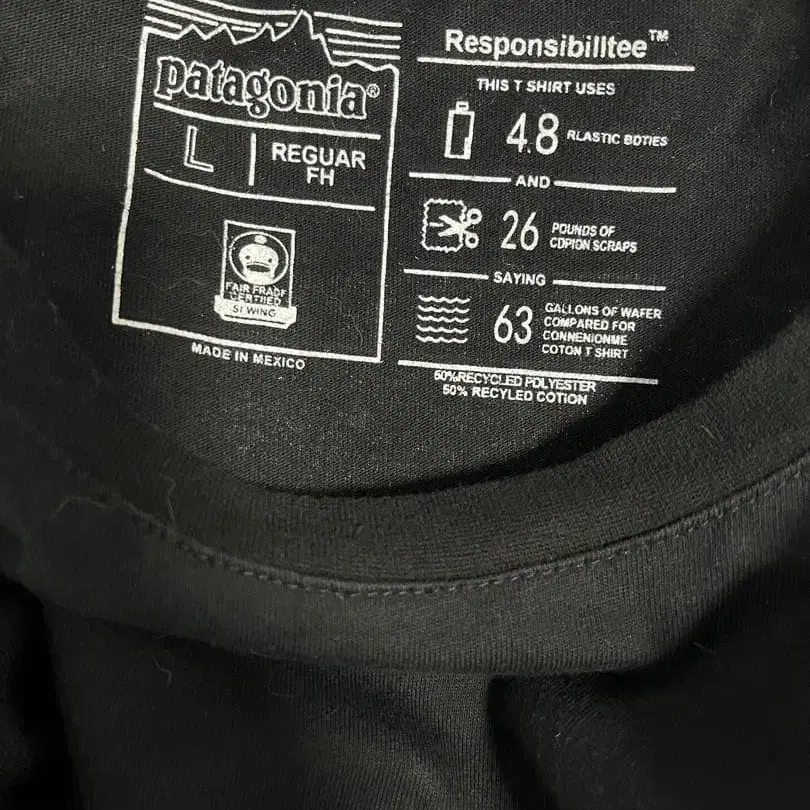 patagonia®
L
REGUAR
FH
FAIR FRADE
CERTIIED
SI WING
MADE IN MEXICO
Responsibilltee™
THIS T SHIRT USES
4.8 RLASTIC BOTIES
AND
26 POUNDS OF
CDPION SCRAPS
SAYING
63 GALLONS OF WAFER
COMPARED FOR
CONNENIONME
COTON T SHIRT
50%RECYCLED POLYESTER
50% RECYLED COTION